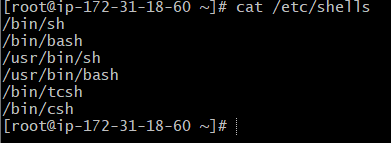 [root@ip-172-31-18-60 ~]# cat /etc/shells
/bin/sh
/bin/bash
/usr/bin/sh
/usr/bin/bash
/bin/tcsh
/bin/csh
[root@ip-172-31-18-60 ~]#